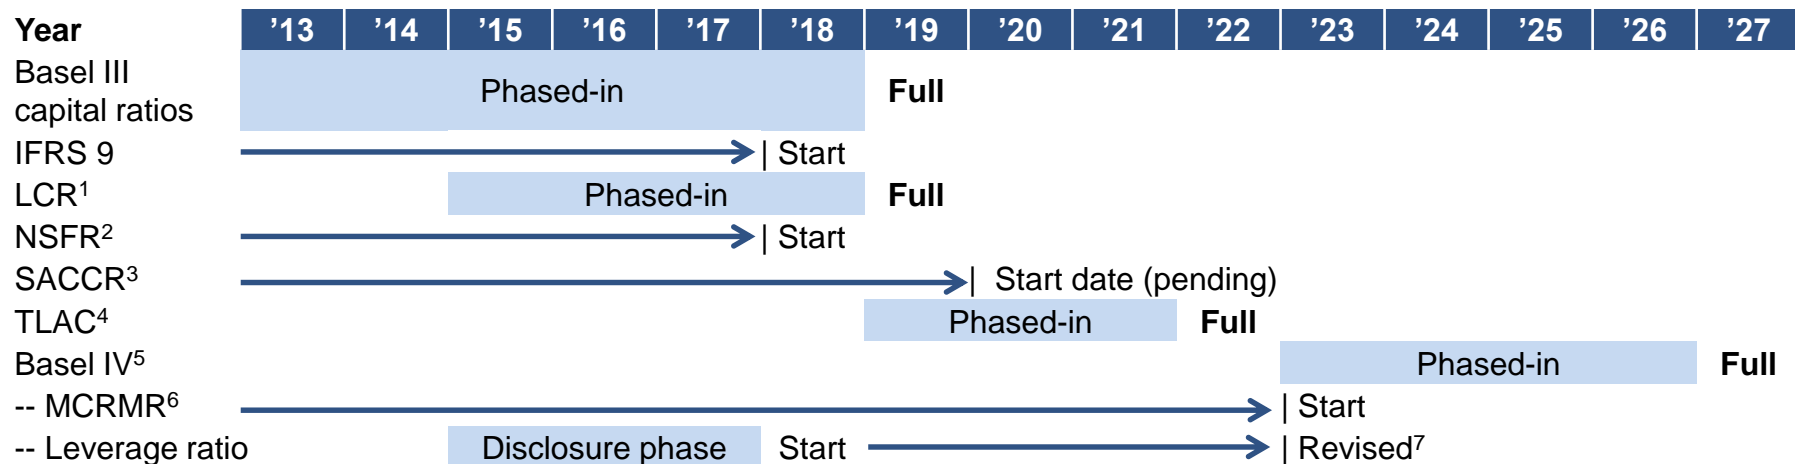 Year ’13 ’14 ’15 ’16 ’17 ’18 ’19 ’20 ’21 ’22 ’23 ’24 ’25 ’26 ’27
Basel III
capital ratios Phased-in Full
IFRS 9 | Start
LCR¹ Phased-in Full
NSFR² | Start
SACCR³ | Start date (pending)
TLAC⁴ Phased-in Full
Basel IV⁵ Phased-in Full
-- MCRMR⁶ | Start
-- Leverage ratio Disclosure phase Start | Revised⁷